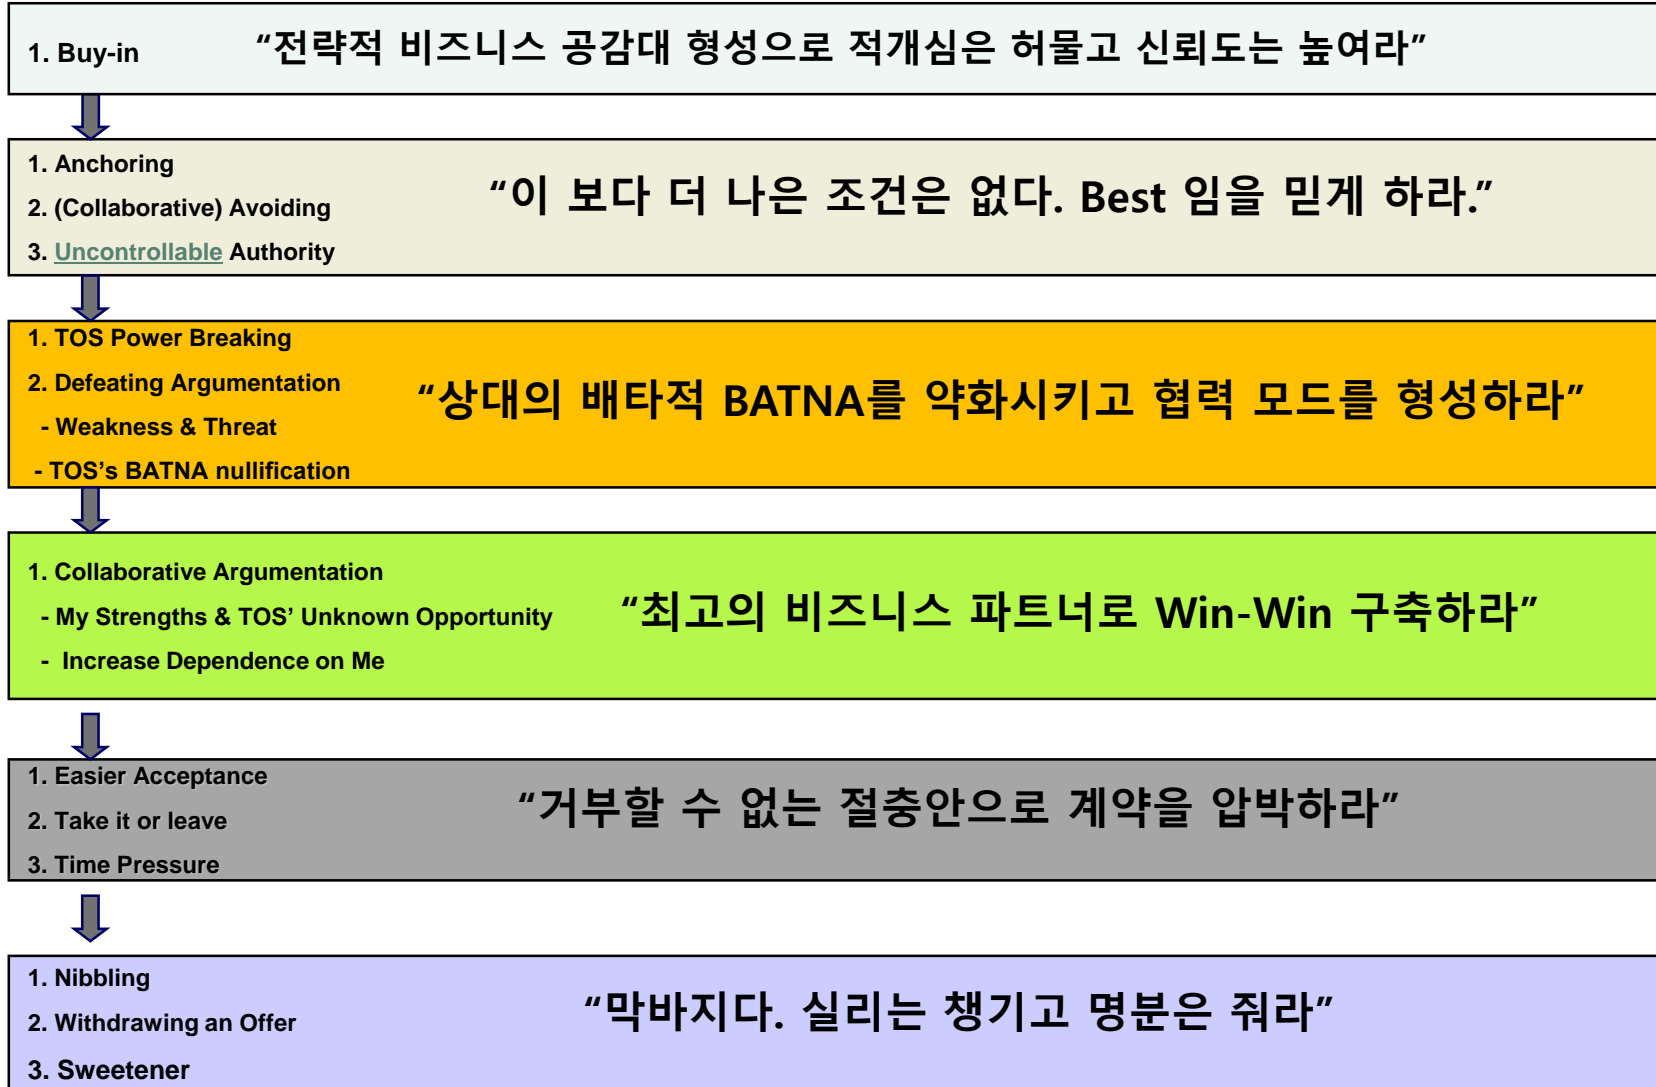 1. Buy-in
“전략적 비즈니스 공감대 형성으로 적개심은 허물고 신뢰도는 높여라”
1. Anchoring
2. (Collaborative) Avoiding
3. Uncontrollable Authority
“이 보다 더 나은 조건은 없다. Best 임을 믿게 하라.”
1. TOS Power Breaking
2. Defeating Argumentation
- Weakness & Threat
- TOS’s BATNA nullification
“상대의 배타적 BATNA를 약화시키고 협력 모드를 형성하라”
1. Collaborative Argumentation
- My Strengths & TOS’ Unknown Opportunity
- Increase Dependence on Me
“최고의 비즈니스 파트너로 Win-Win 구축하라”
1. Easier Acceptance
2. Take it or leave
3. Time Pressure
“거부할 수 없는 절충안으로 계약을 압박하라”
1. Nibbling
2. Withdrawing an Offer
3. Sweetener
“막바지다. 실리는 챙기고 명분은 줘라”